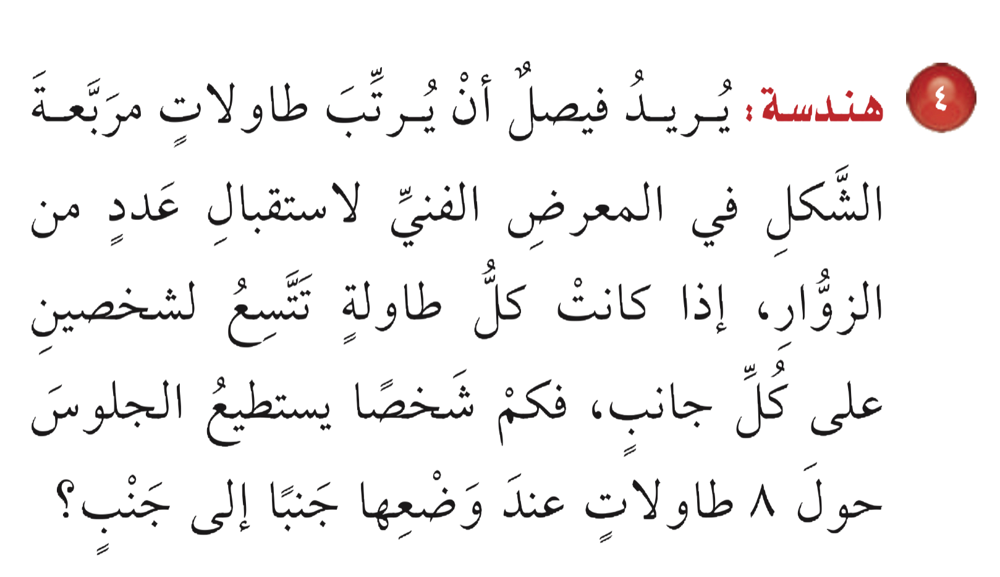 ٤ هندسة: يُريدُ فيصلٌ أنْ يُرتِّبَ طاولاتٍ مرَبَّعةَ
الشَّكلِ في المعرضِ الفنيِّ لاستقبالِ عَددٍ من
الزوُّارِ، إذا كانتْ كلُّ طاولةٍ تَتَّسِعُ لشخصينِ
على كُلِّ جانبٍ، فكمْ شَخصًا يستطيعُ الجلوسَ
حولَ ٨ طاولاتٍ عندَ وَضْعِها جَنبًا إلى جَنْبٍ؟